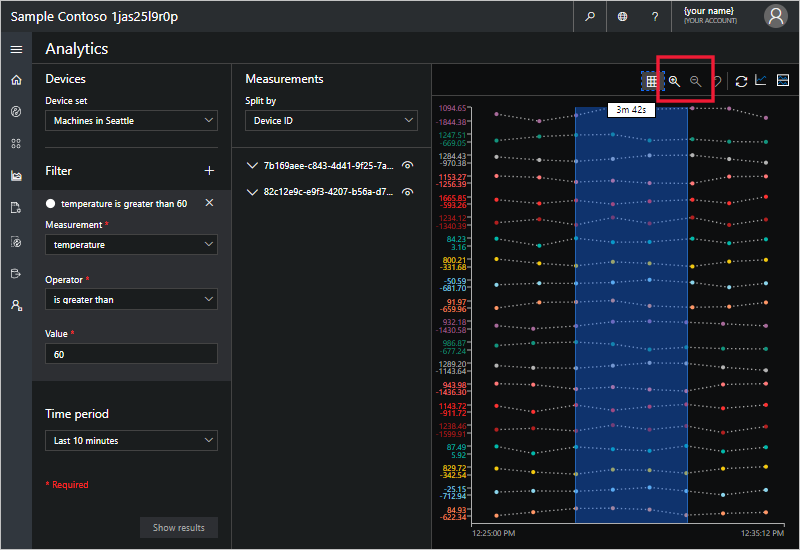 Sample Contoso 1jas25l9r0p
?
{your name}
(YOUR ACCOUNT)
Analytics
Devices
Device set
Machines in Seattle
Filter
+
temperature is greater than 60
Measurement *
temperature
Operator *
is greater than
Value *
60
Time period
Last 10 minutes
* Required
Show results
Measurements
Split by
Device ID
7b169aee-c843-4d41-9f25-7a...
82c12e9c-e9f3-4207-b56a-d7...
3m 42s
1094.65
-1844.38
1247.51
-669.05
1284.43
-970.38
1153.27
-1256.39
1665.85
-593.26
1234.12
-1340.39
84.23
3.16
800.21
-331.68
-50.59
-681.70
91.97
-659.96
932.18
-1430.58
986.87
-677.24
1289.20
-1143.64
943.98
-1436.30
1143.72
-911.72
1238.46
-1599.91
87.49
5.92
829.72
-342.54
-25.15
-712.94
84.93
-622.34
12:25:00 PM
12:35:12 PM